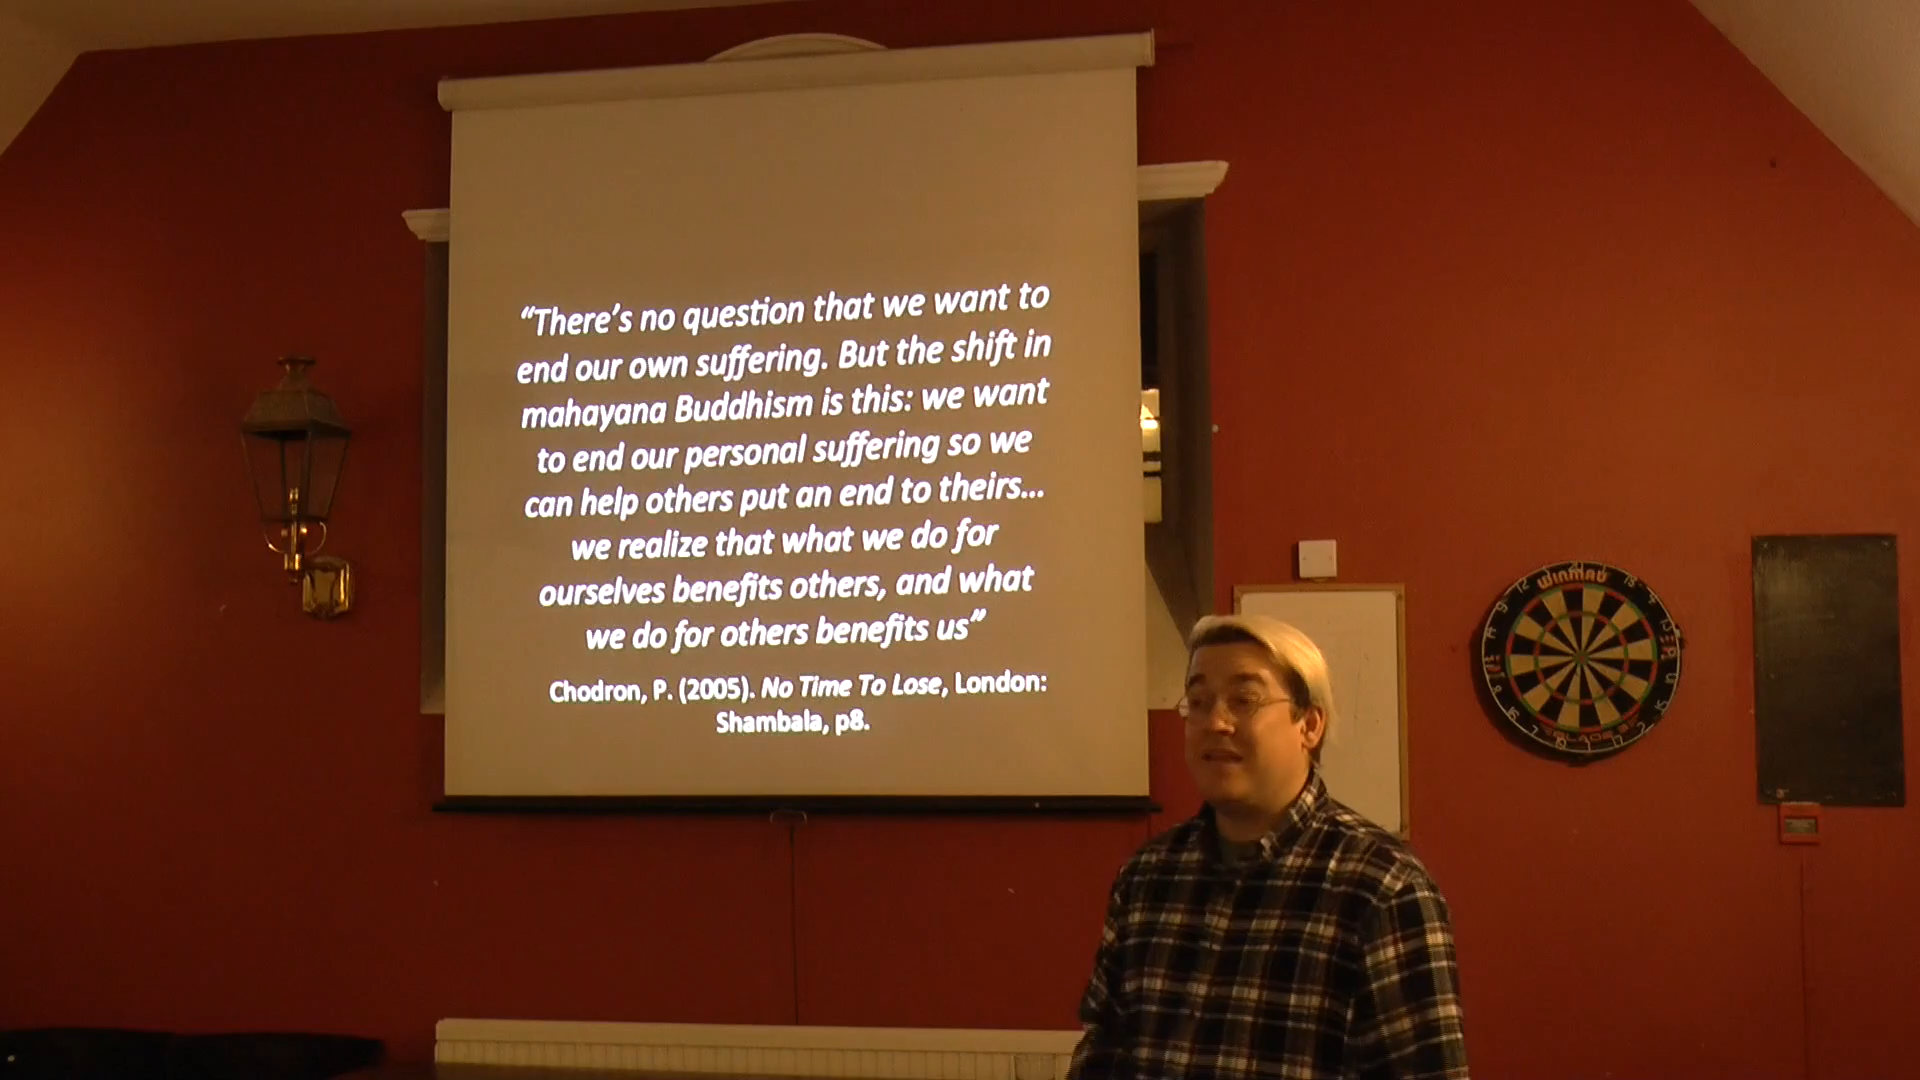 “There’s no question that we want to
end our own suffering. But the shift in
mahayana Buddhism is this: we want
to end our personal suffering so we
can help others put an end to theirs...
we realize that what we do for
ourselves benefits others, and what
we do for others benefits us”
Chodron, P. (2005). No Time To Lose, London:
Shambala, p8.
WINMAU